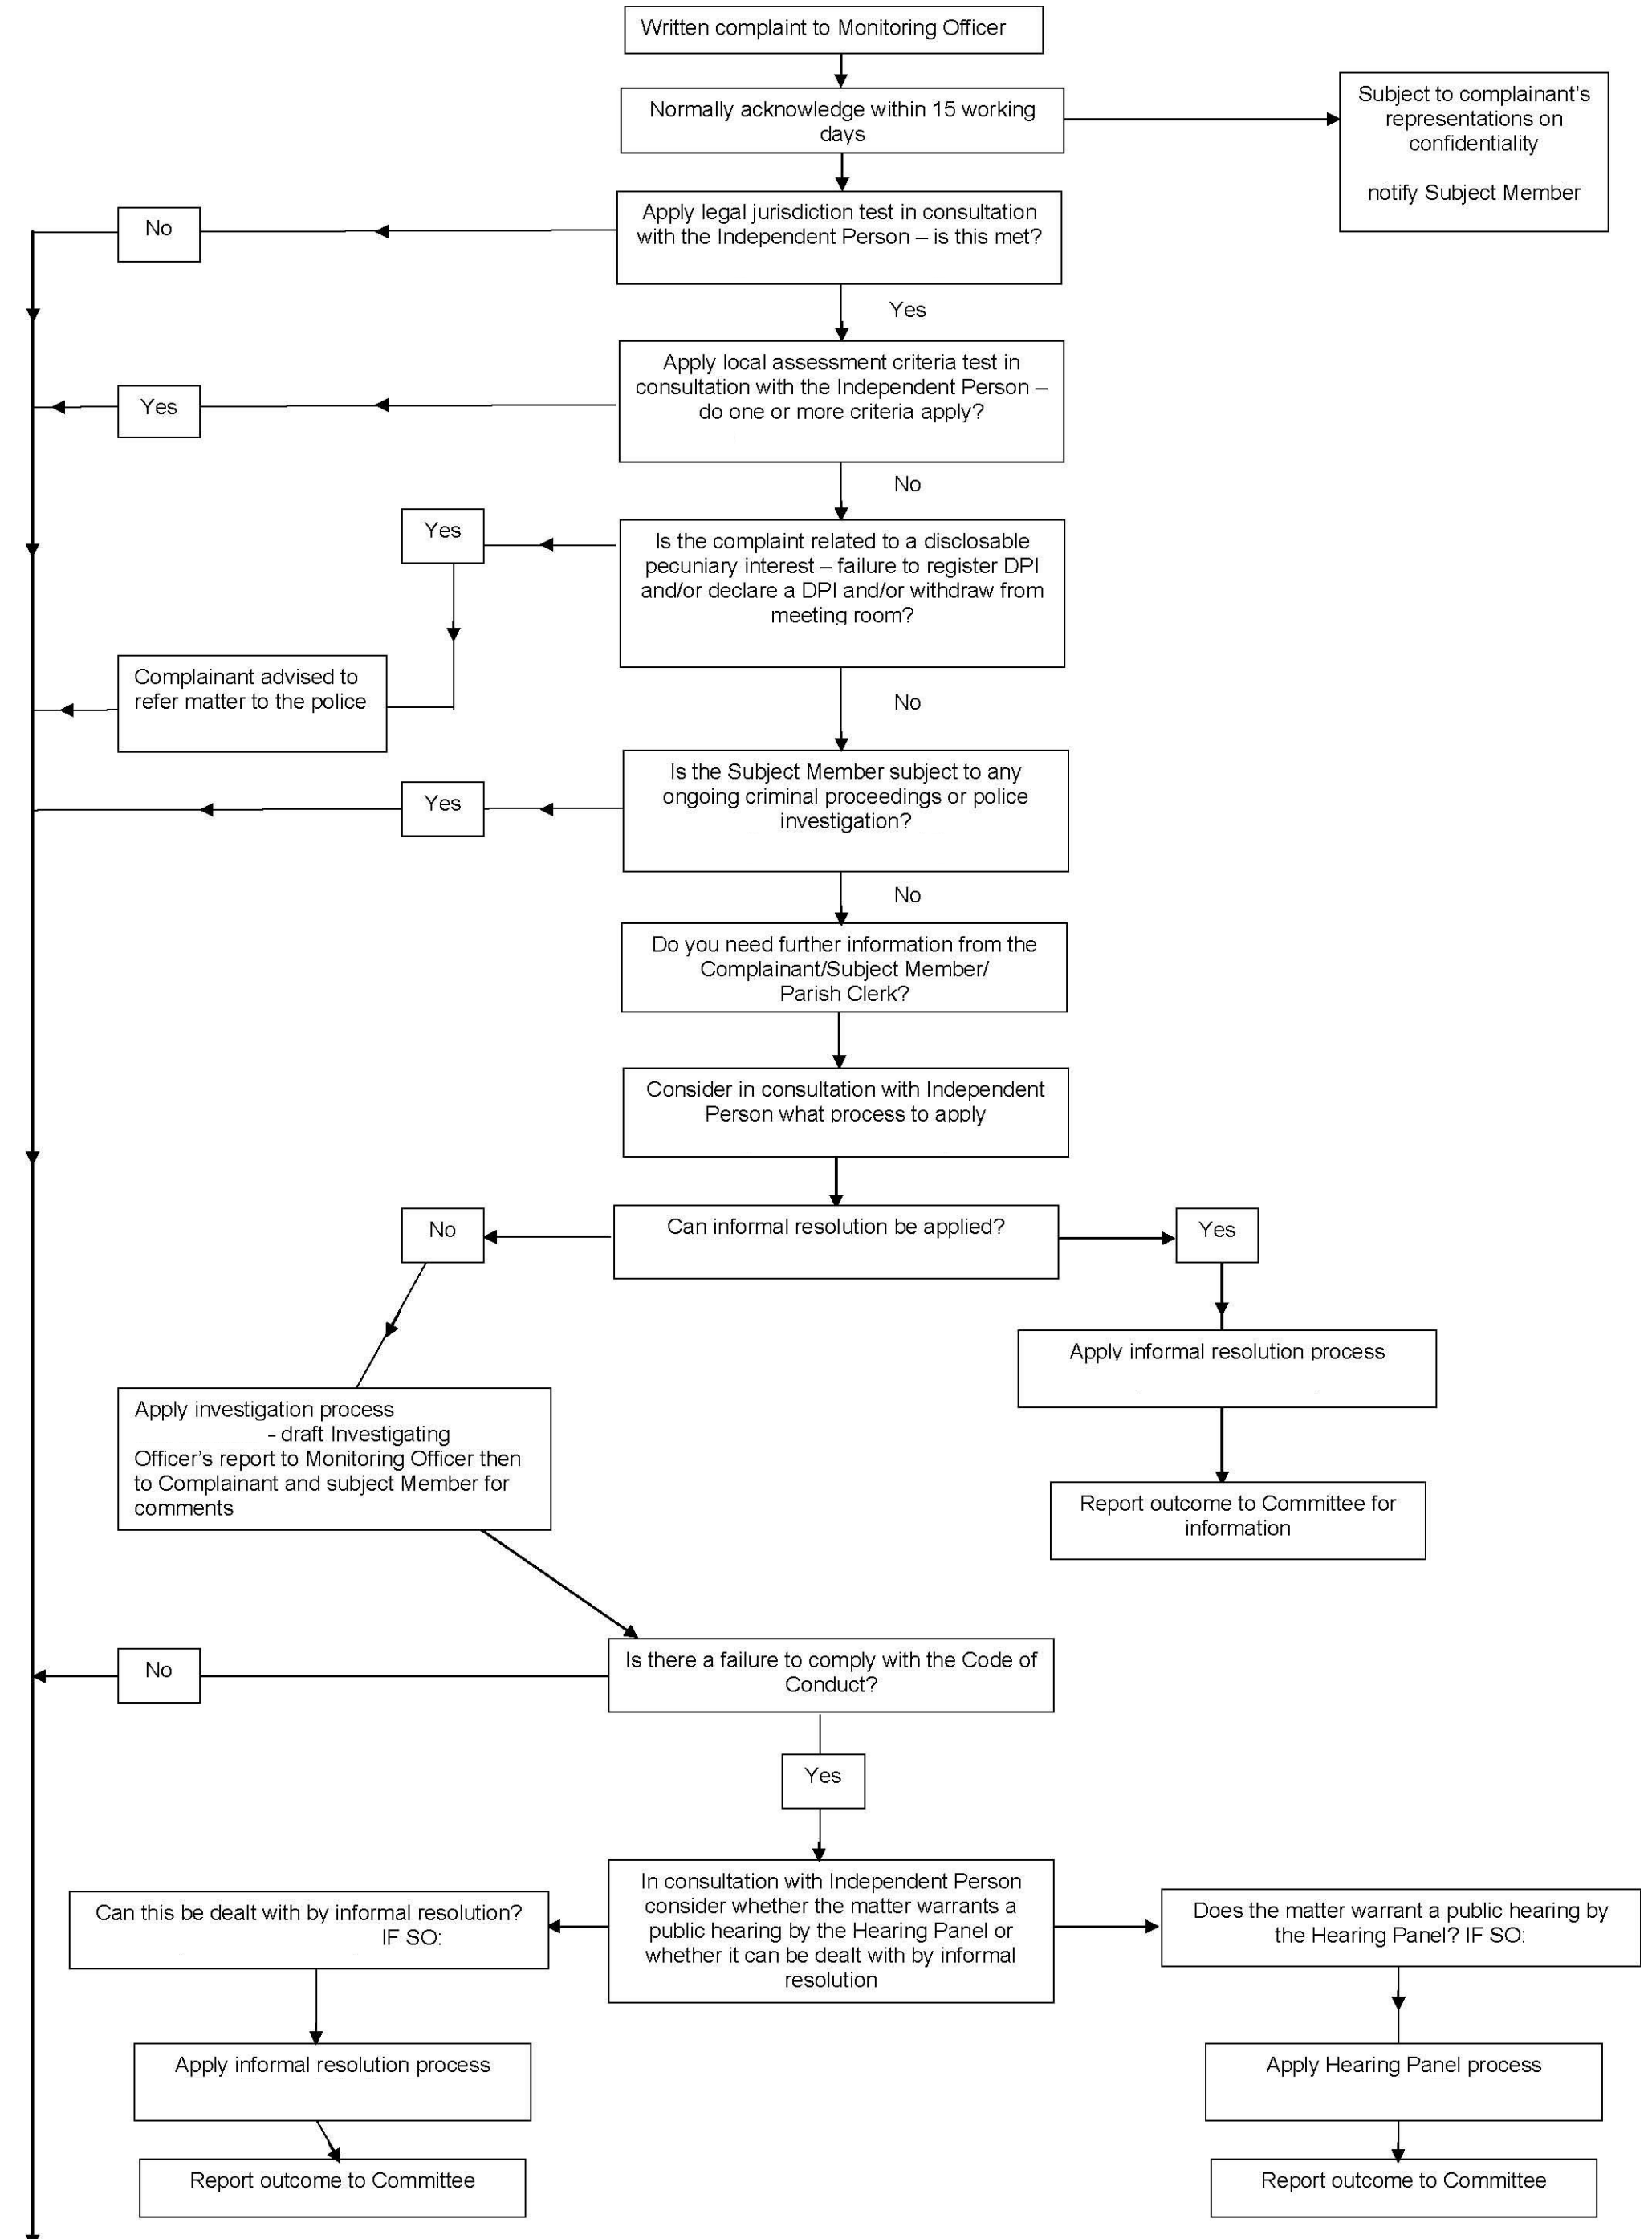 Written complaint to Monitoring Officer
Normally acknowledge within 15 working
days
Subject to complainant’s
representations on
confidentiality
notify Subject Member
No
Apply legal jurisdiction test in consultation
with the Independent Person – is this met?
Yes
Yes
Apply local assessment criteria test in
consultation with the Independent Person –
do one or more criteria apply?
No
Yes
Is the complaint related to a disclosable
pecuniary interest – failure to register DPI
and/or declare a DPI and/or withdraw from
meeting room?
Complainant advised to
refer matter to the police
No
Yes
Is the Subject Member subject to any
ongoing criminal proceedings or police
investigation?
No
Do you need further information from the
Complainant/Subject Member/
Parish Clerk?
Consider in consultation with Independent
Person what process to apply
No
Can informal resolution be applied?
Yes
Apply informal resolution process
Apply investigation process
- draft Investigating
Officer’s report to Monitoring Officer then
to Complainant and subject Member for
comments
Report outcome to Committee for
information
No
Is there a failure to comply with the Code of
Conduct?
Yes
Can this be dealt with by informal resolution?
IF SO:
In consultation with Independent Person
consider whether the matter warrants a
public hearing by the Hearing Panel or
whether it can be dealt with by informal
resolution
Does the matter warrant a public hearing by
the Hearing Panel? IF SO:
Apply informal resolution process
Apply Hearing Panel process
Report outcome to Committee
Report outcome to Committee